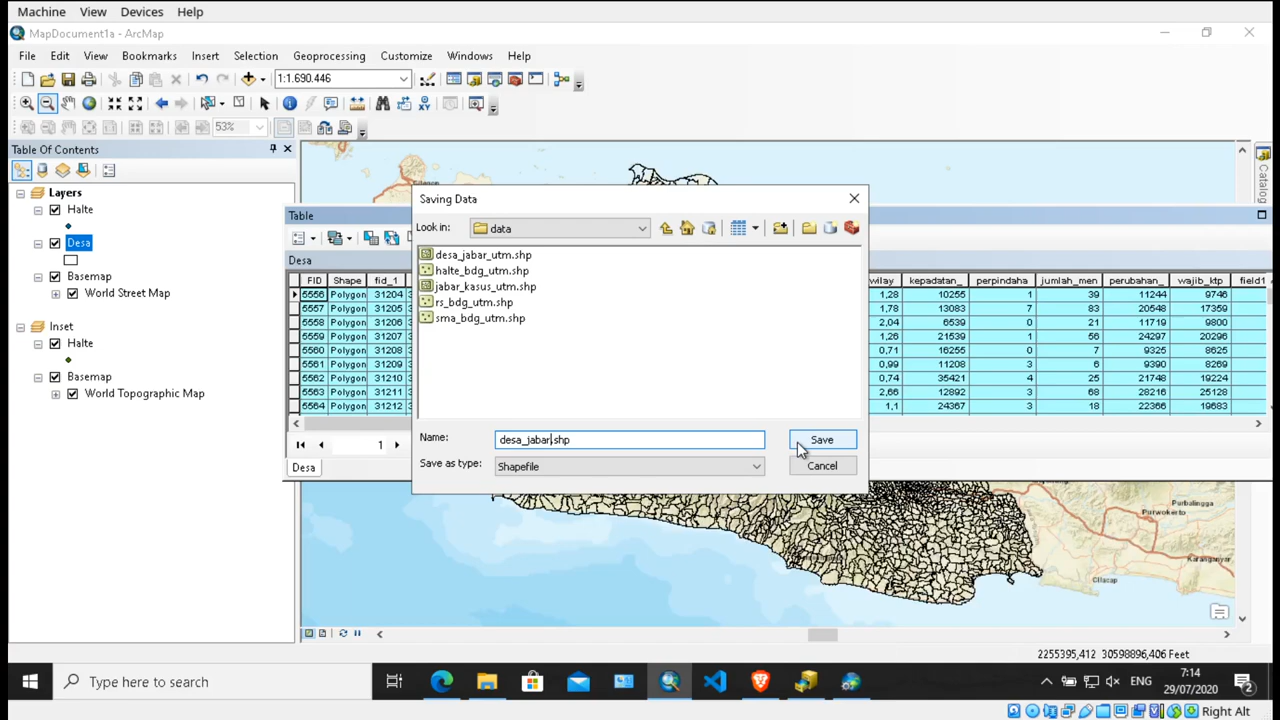 Machine View Devices Help
MapDocument1a - ArcMap
File Edit View Bookmarks Insert Selection Geoprocessing Customize Windows Help
1:1.690.446
53%
Table Of Contents
Layers
Halte
Desa
Basemap
World Street Map
Inset
Halte
Basemap
World Topographic Map
Saving Data
Look in: data
desa_jabar_utm.shp
halte_bdg_utm.shp
jabar_kasus_utm.shp
rs_bdg_utm.shp
sma_bdg_utm.shp
Name: desa_jabar.shp Save
Save as type: Shapefile Cancel
Table
Desa
FID Shape fid_1 wilay kepadatan_ perpindaha jumlah_men perubahan_ wajib_ktp field1
5556 Polygon 31204 1,28 10255 1 39 11244 9746
5557 Polygon 31205 1,78 13083 7 83 20548 17359
5558 Polygon 31206 2,04 6539 0 21 11719 9800
5559 Polygon 31207 1,26 21539 1 56 24297 20296
5560 Polygon 31208 0,71 16255 0 7 9325 8625
5561 Polygon 31209 0,99 11208 3 6 9390 8269
5562 Polygon 31210 0,74 35421 4 25 21748 19224
5563 Polygon 31211 2,66 12892 3 68 28216 25128
5564 Polygon 31212 1,1 24367 3 18 22366 19683
1
Desa
Catalog
Cilegon
Purbalingga
Purwokerto
Karanganyar
Cilacap
2255395,412 30598896,406 Feet
Type here to search
ENG
7:14
29/07/2020
2
Right Alt